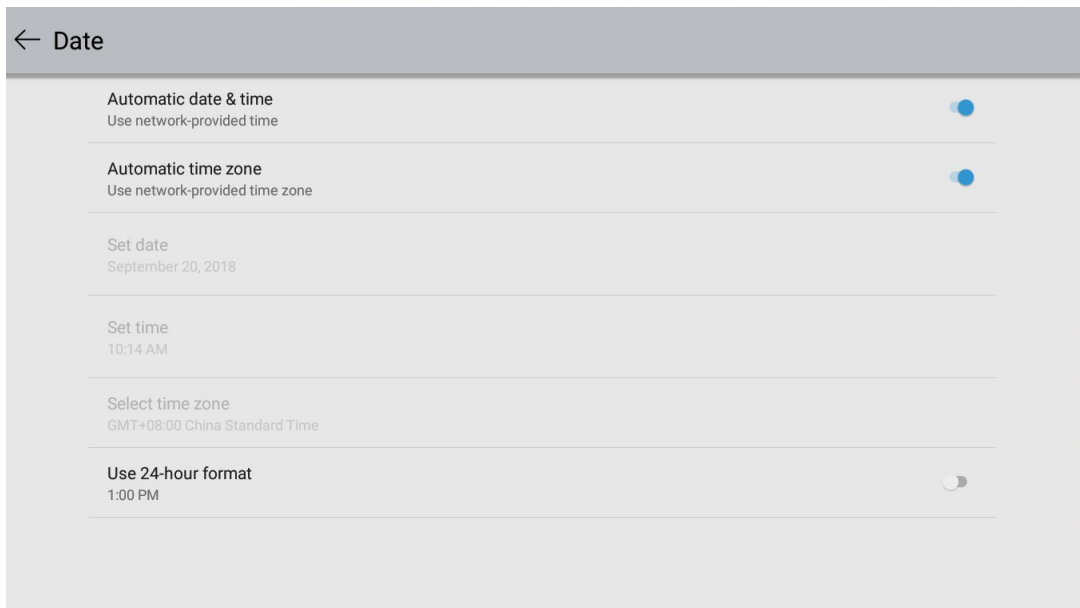 Date
Automatic date & time
Use network-provided time
Automatic time zone
Use network-provided time zone
Set date
September 20, 2018
Set time
10:14 AM
Select time zone
GMT+08:00 China Standard Time
Use 24-hour format
1:00 PM